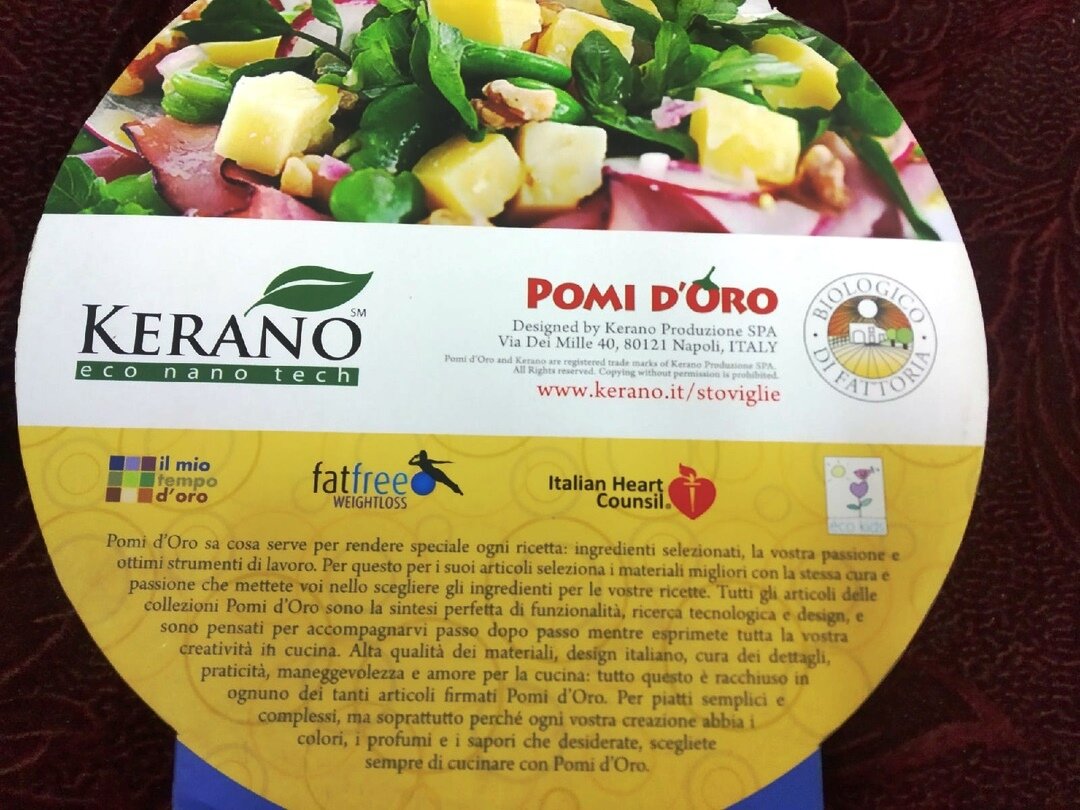 KERANO SM
eco nano tech
POMI D'ORO
Designed by Kerano Produzione SPA
Via Dei Mille 40, 80121 Napoli, ITALY
Pomi d'Oro and Kerano are registered trade marks of Kerano Produzione SPA.
All Rights reserved. Copying without permission is prohibited.
www.kerano.it/stoviglie
BIOLOGICO
DI FATTORIA
il mio
tempo
d'oro
fatfree
WEIGHTLOSS
Italian Heart
Counsil.®
eco kids
Pomi d'Oro sa cosa serve per rendere speciale ogni ricetta: ingredienti selezionati, la vostra passione e
ottimi strumenti di lavoro. Per questo per i suoi articoli seleziona i materiali migliori con la stessa cura e
passione che mettete voi nello scegliere gli ingredienti per le vostre ricette. Tutti gli articoli delle
collezioni Pomi d'Oro sono la sintesi perfetta di funzionalità, ricerca tecnologica e design, e
sono pensati per accompagnarvi passo dopo passo mentre esprimete tutta la vostra
creatività in cucina. Alta qualità dei materiali, design italiano, cura dei dettagli,
praticità, maneggevolezza e amore per la cucina: tutto questo è racchiuso in
ognuno dei tanti articoli firmati Pomi d'Oro. Per piatti semplici e
complessi, ma soprattutto perché ogni vostra creazione abbia i
colori, i profumi e i sapori che desiderate, scegliete
sempre di cucinare con Pomi d'Oro.